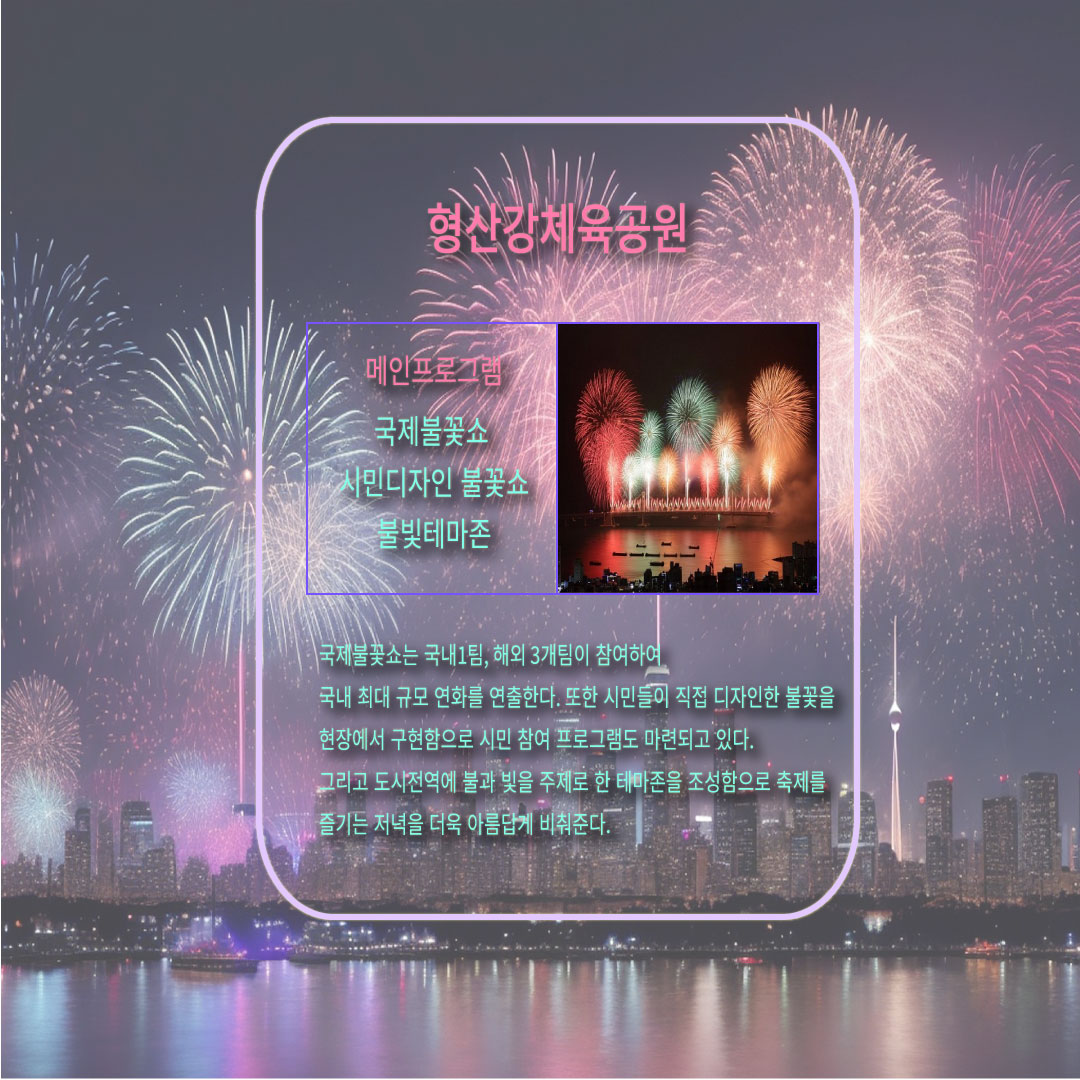 형산강체육공원
메인프로그램
국제불꽃쇼
시민디자인 불꽃쇼
불빛테마존
국제불꽃쇼는 국내1팀, 해외 3개팀이 참여하여
국내 최대 규모 연화를 연출한다. 또한 시민들이 직접 디자인한 불꽃을
현장에서 구현함으로 시민 참여 프로그램도 마련되고 있다.
그리고 도시전역에 불과 빛을 주제로 한 테마존을 조성함으로 축제를
즐기는 저녁을 더욱 아름답게 비춰준다.